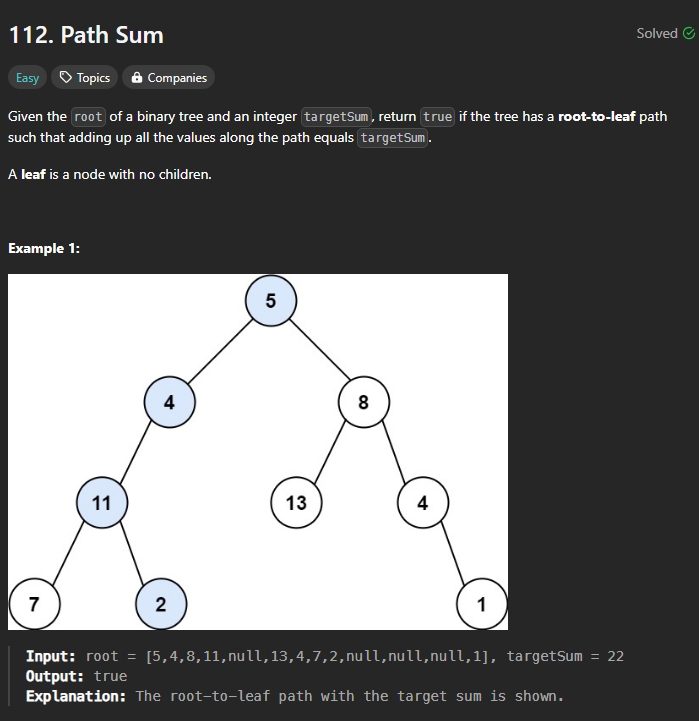 112. Path Sum
Solved
Easy
Topics
Companies
Given the root of a binary tree and an integer targetSum, return true if the tree has a root-to-leaf path
such that adding up all the values along the path equals targetSum.
A leaf is a node with no children.
Example 1:
5
4
8
11
13
4
7
2
1
Input: root = [5,4,8,11,null,13,4,7,2,null,null,null,1], targetSum = 22
Output: true
Explanation: The root-to-leaf path with the target sum is shown.